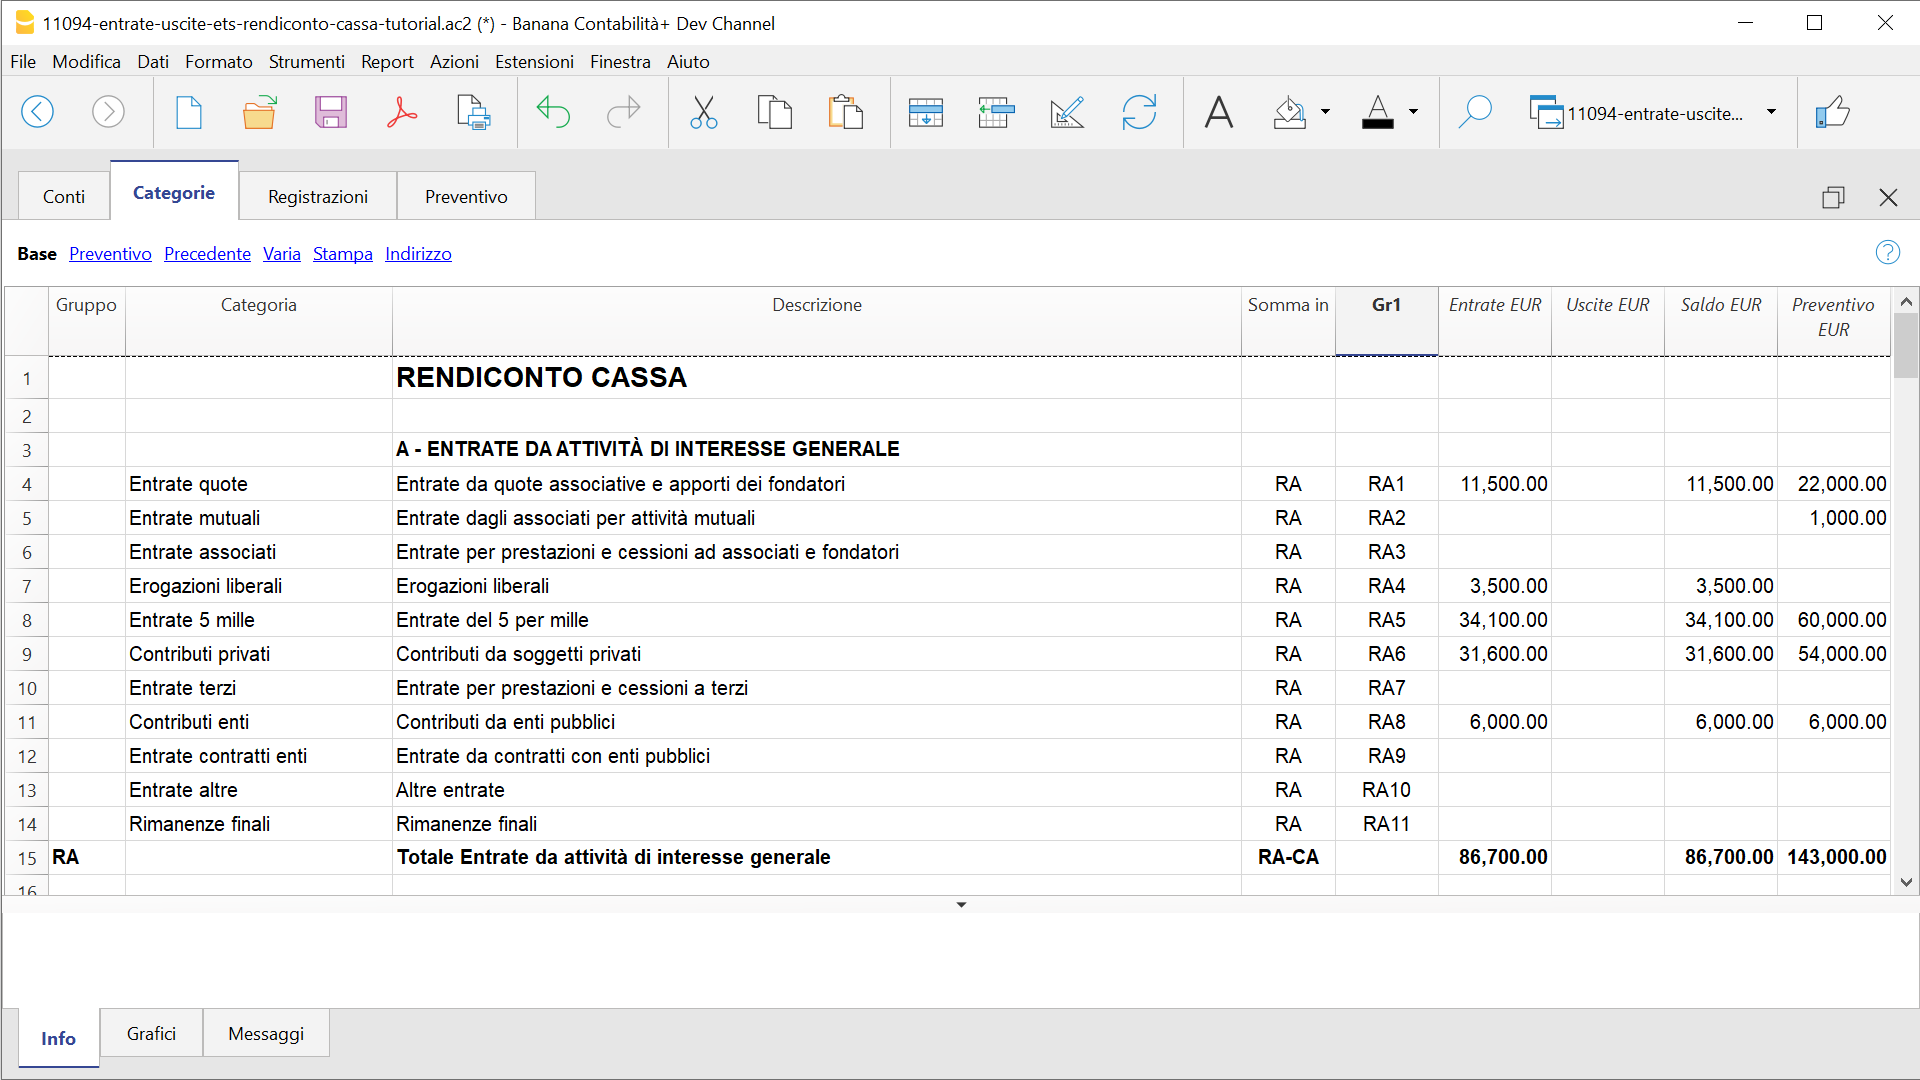 11094-entrate-uscite-ets-rendiconto-cassa-tutorial.ac2 (*) - Banana Contabilità+ Dev Channel
File Modifica Dati Formato Strumenti Report Azioni Estensioni Finestra Aiuto
11094-entrate-uscite...
Conti Categorie Registrazioni Preventivo
Base Preventivo Precedente Varia Stampa Indirizzo
Gruppo Categoria Descrizione Somma in Gr1 Entrate EUR Uscite EUR Saldo EUR Preventivo EUR
1 RENDICONTO CASSA
2
3 A - ENTRATE DA ATTIVITÀ DI INTERESSE GENERALE
4 Entrate quote Entrate da quote associative e apporti dei fondatori RA RA1 11,500.00 11,500.00 22,000.00
5 Entrate mutuali Entrate dagli associati per attività mutuali RA RA2 1,000.00
6 Entrate associati Entrate per prestazioni e cessioni ad associati e fondatori RA RA3
7 Erogazioni liberali Erogazioni liberali RA RA4 3,500.00 3,500.00
8 Entrate 5 mille Entrate del 5 per mille RA RA5 34,100.00 34,100.00 60,000.00
9 Contributi privati Contributi da soggetti privati RA RA6 31,600.00 31,600.00 54,000.00
10 Entrate terzi Entrate per prestazioni e cessioni a terzi RA RA7
11 Contributi enti Contributi da enti pubblici RA RA8 6,000.00 6,000.00 6,000.00
12 Entrate contratti enti Entrate da contratti con enti pubblici RA RA9
13 Entrate altre Altre entrate RA RA10
14 Rimanenze finali Rimanenze finali RA RA11
15 RA Totale Entrate da attività di interesse generale RA-CA 86,700.00 86,700.00 143,000.00
16
Info Grafici Messaggi